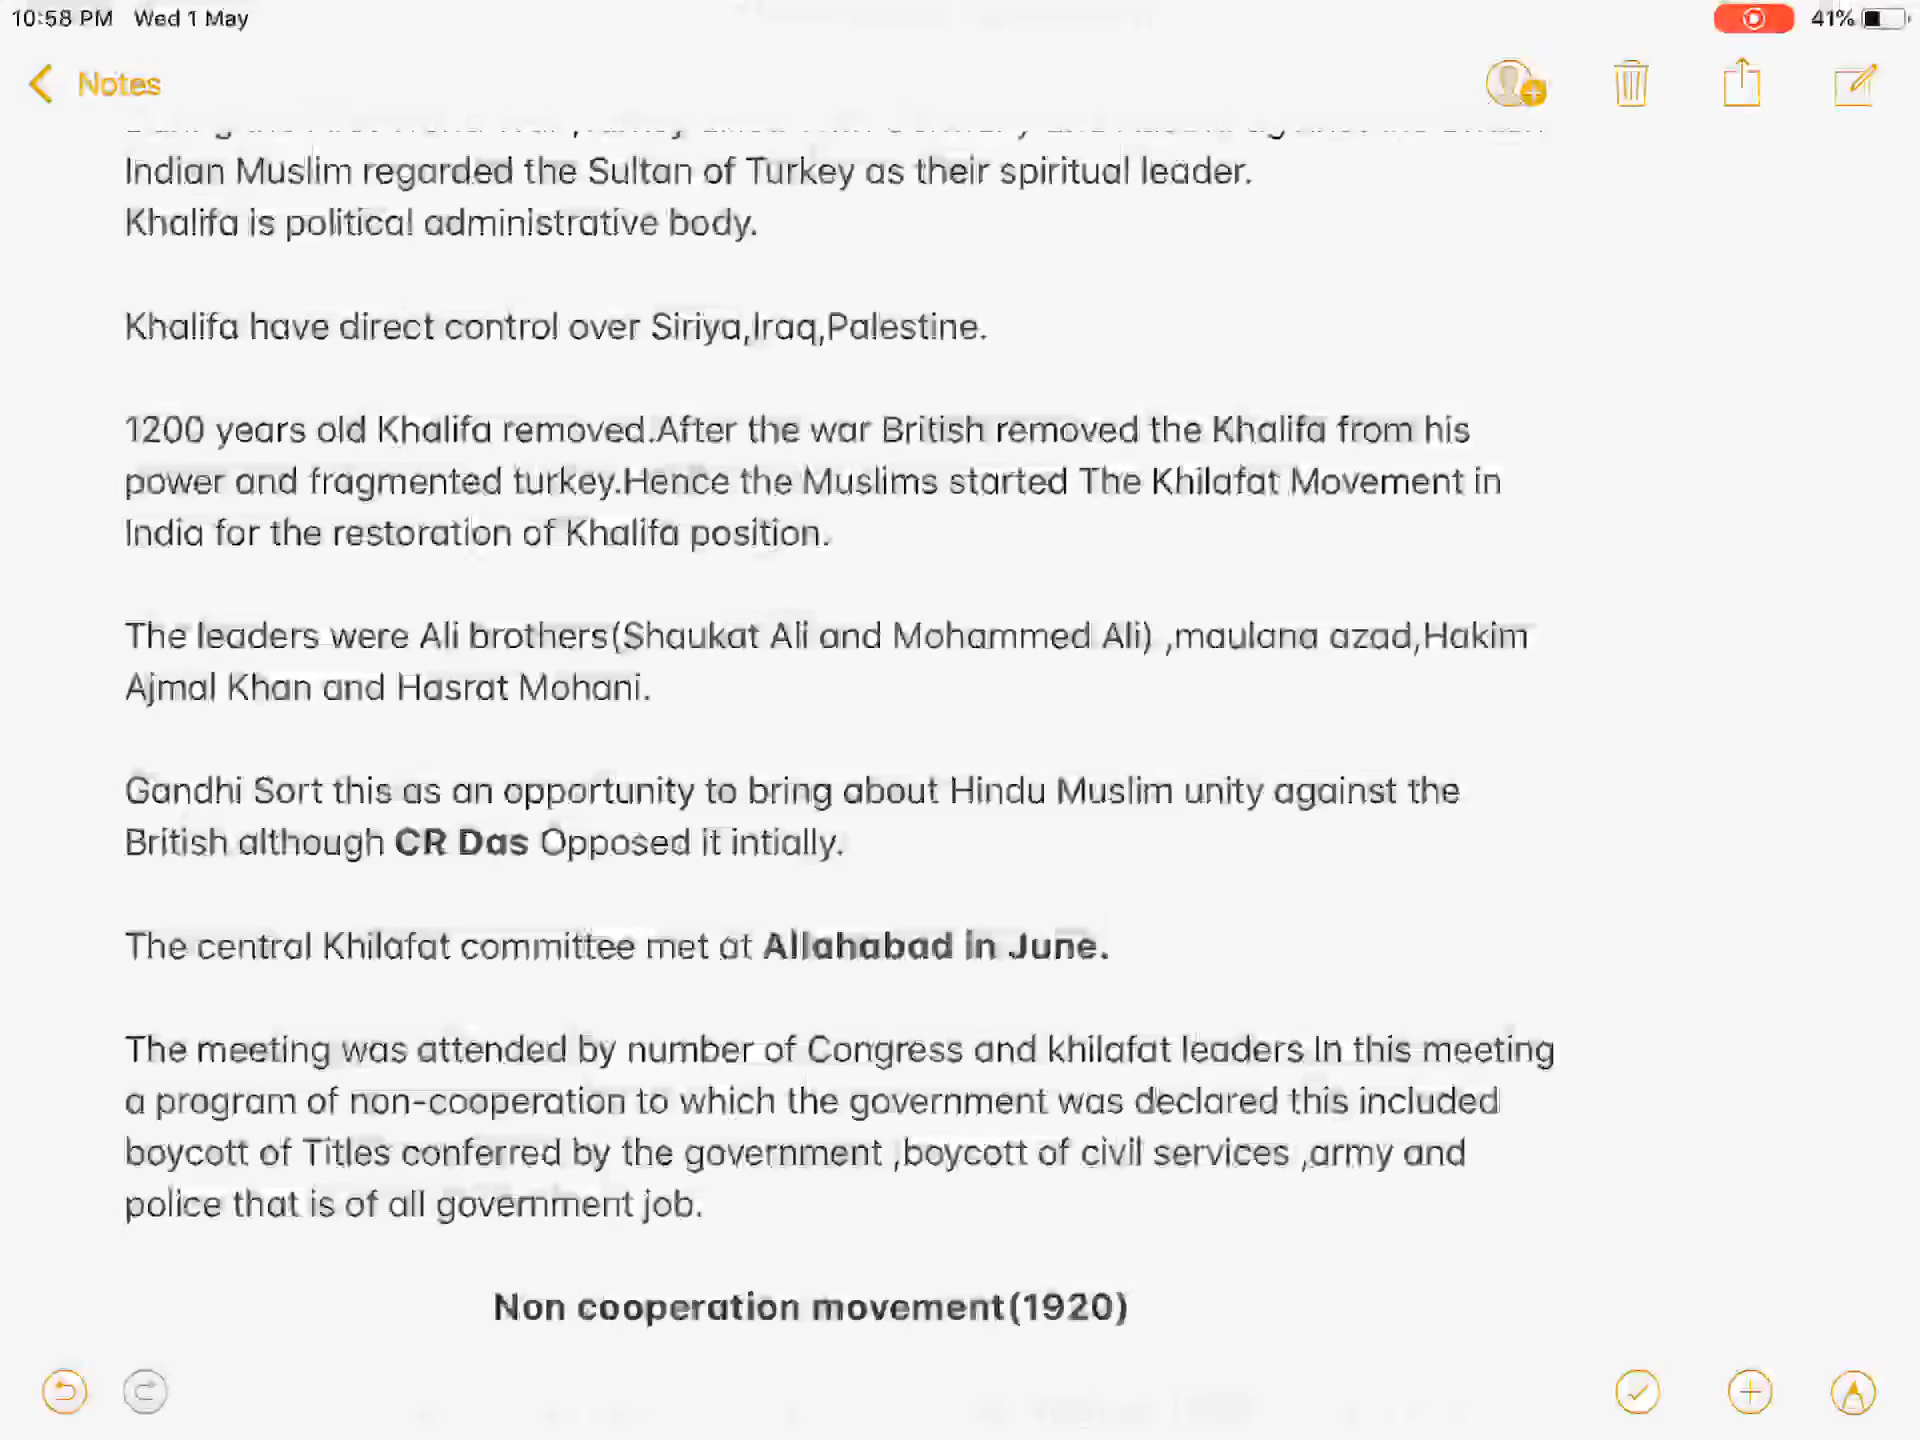 10:58 PM Wed 1 May
41%
Notes
Indian Muslim regarded the Sultan of Turkey as their spiritual leader.
Khalifa is political administrative body.
Khalifa have direct control over Siriya,Iraq,Palestine.
1200 years old Khalifa removed.After the war British removed the Khalifa from his
power and fragmented turkey.Hence the Muslims started The Khilafat Movement in
India for the restoration of Khalifa position.
The leaders were Ali brothers(Shaukat Ali and Mohammed Ali) ,maulana azad,Hakim
Ajmal Khan and Hasrat Mohani.
Gandhi Sort this as an opportunity to bring about Hindu Muslim unity against the
British although CR Das Opposed it intially.
The central Khilafat committee met at Allahabad in June.
The meeting was attended by number of Congress and khilafat leaders In this meeting
a program of non-cooperation to which the government was declared this included
boycott of Titles conferred by the government ,boycott of civil services ,army and
police that is of all government job.
Non cooperation movement(1920)